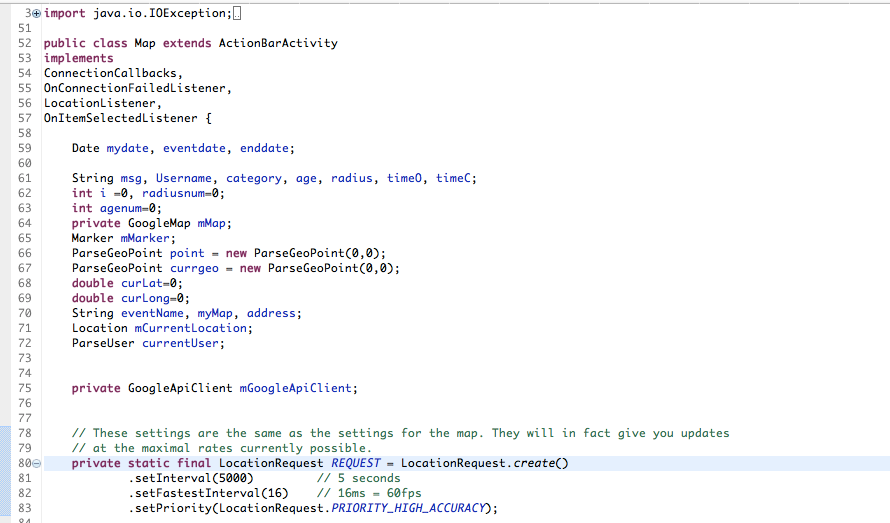 3 import java.io.IOException;
51
52 public class Map extends ActionBarActivity
53 implements
54 ConnectionCallbacks,
55 OnConnectionFailedListener,
56 LocationListener,
57 OnItemSelectedListener {
58
59     Date mydate, eventdate, enddate;
60
61     String msg, Username, category, age, radius, timeO, timeC;
62     int i =0, radiusnum=0;
63     int agenum=0;
64     private GoogleMap mMap;
65     Marker mMarker;
66     ParseGeoPoint point = new ParseGeoPoint(0,0);
67     ParseGeoPoint currgeo = new ParseGeoPoint(0,0);
68     double curLat=0;
69     double curLong=0;
70     String eventName, myMap, address;
71     Location mCurrentLocation;
72     ParseUser currentUser;
73
74
75     private GoogleApiClient mGoogleApiClient;
76
77
78     // These settings are the same as the settings for the map. They will in fact give you updates
79     // at the maximal rates currently possible.
80     private static final LocationRequest REQUEST = LocationRequest.create()
81             .setInterval(5000)         // 5 seconds
82             .setFastestInterval(16)    // 16ms = 60fps
83             .setPriority(LocationRequest.PRIORITY_HIGH_ACCURACY);
84